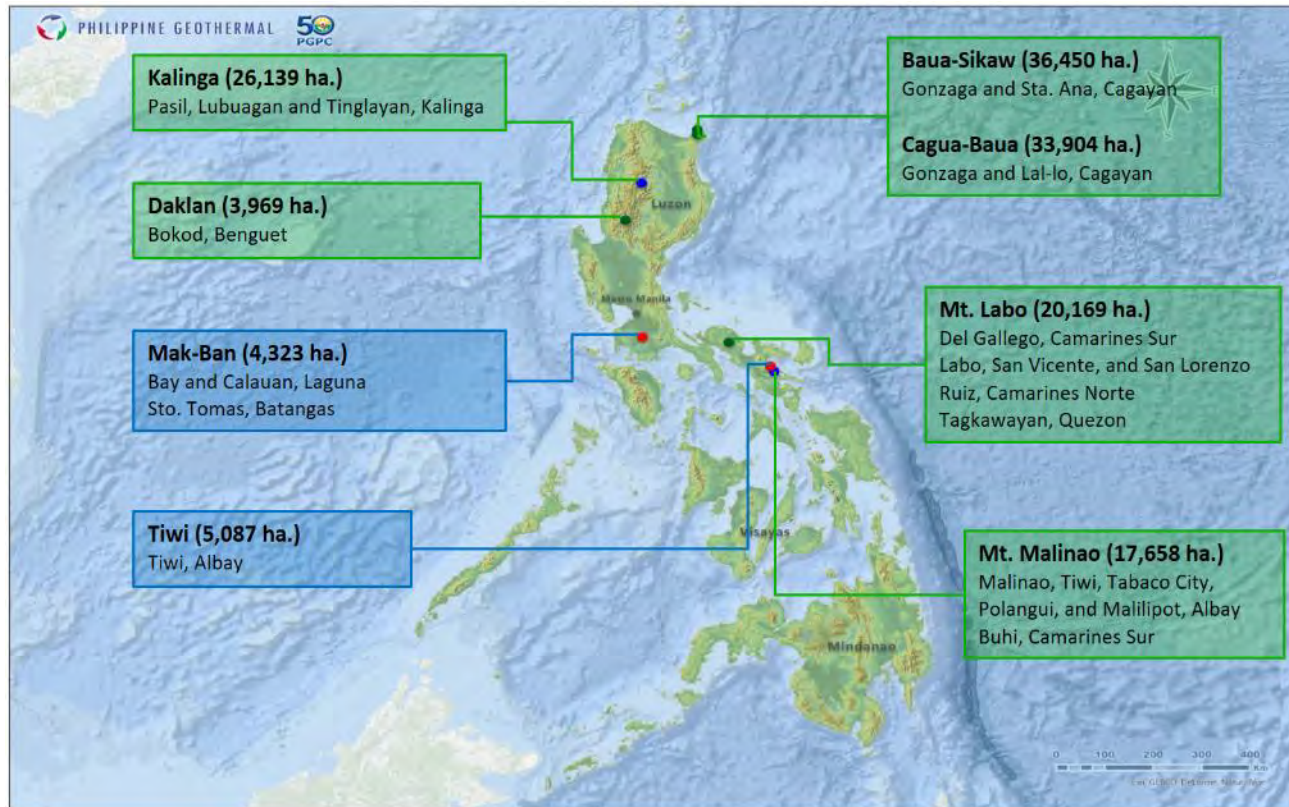 PHILIPPINE GEOTHERMAL
50
PGPC
Kalinga (26,139 ha.)
Pasil, Lubuagan and Tinglayan, Kalinga
Daklan (3,969 ha.)
Bokod, Benguet
Mak-Ban (4,323 ha.)
Bay and Calauan, Laguna
Sto. Tomas, Batangas
Tiwi (5,087 ha.)
Tiwi, Albay
Baua-Sikaw (36,450 ha.)
Gonzaga and Sta. Ana, Cagayan
Cagua-Baua (33,904 ha.)
Gonzaga and Lal-lo, Cagayan
Mt. Labo (20,169 ha.)
Del Gallego, Camarines Sur
Labo, San Vicente, and San Lorenzo
Ruiz, Camarines Norte
Tagkawayan, Quezon
Mt. Malinao (17,658 ha.)
Malinao, Tiwi, Tabaco City,
Polangui, and Malilipot, Albay
Buhi, Camarines Sur
Luzon
Metro Manila
Visayas
Mindanao
0 100 200 300 400
Km